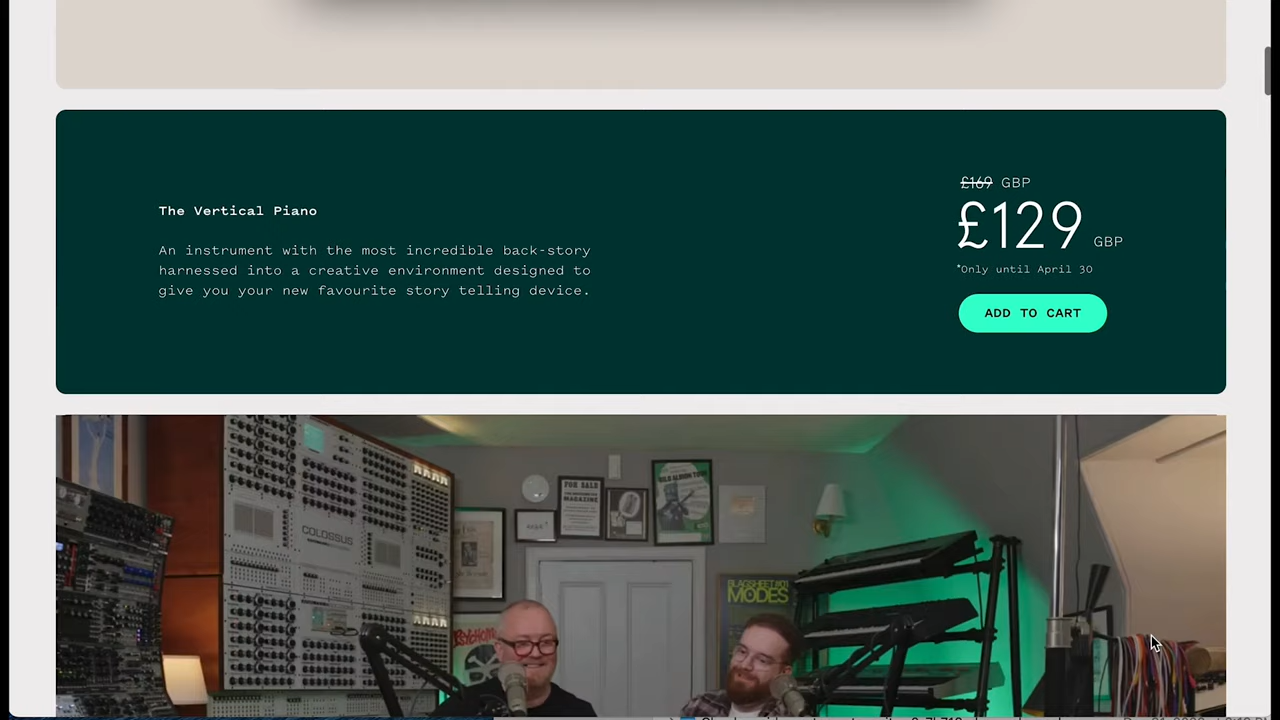 The Vertical Piano
An instrument with the most incredible back-story
harnessed into a creative environment designed to
give you your new favourite story telling device.
£169 GBP
£129 GBP
*Only until April 30
ADD TO CART
COLOSSUS
FOR SALE
MAGAZINE
BLAGSHEET#01
MODES